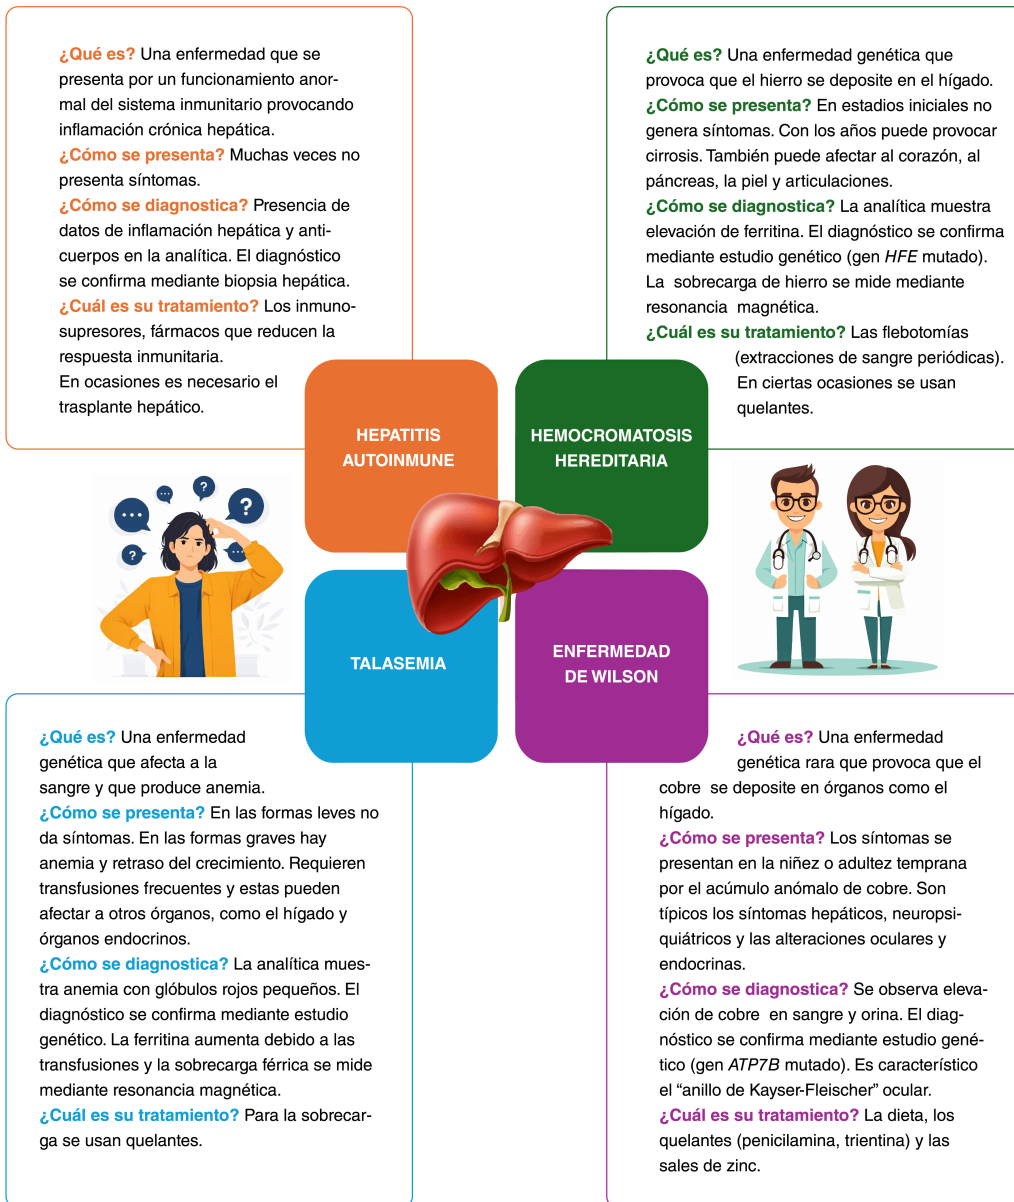 ¿Qué es? Una enfermedad que se
presenta por un funcionamiento anor-
mal del sistema inmunitario provocando
inflamación crónica hepática.
¿Cómo se presenta? Muchas veces no
presenta síntomas.
¿Cómo se diagnostica? Presencia de
datos de inflamación hepática y anti-
cuerpos en la analítica. El diagnóstico
se confirma mediante biopsia hepática.
¿Cuál es su tratamiento? Los inmuno-
supresores, fármacos que reducen la
respuesta inmunitaria.
En ocasiones es necesario el
trasplante hepático.
¿Qué es? Una enfermedad genética que
provoca que el hierro se deposite en el hígado.
¿Cómo se presenta? En estadios iniciales no
genera síntomas. Con los años puede provocar
cirrosis. También puede afectar al corazón, al
páncreas, la piel y articulaciones.
¿Cómo se diagnostica? La analítica muestra
elevación de ferritina. El diagnóstico se confirma
mediante estudio genético (gen HFE mutado).
La sobrecarga de hierro se mide mediante
resonancia magnética.
¿Cuál es su tratamiento? Las flebotomías
(extracciones de sangre periódicas).
En ciertas ocasiones se usan
quelantes.
HEPATITIS
AUTOINMUNE
HEMOCROMATOSIS
HEREDITARIA
?
?
?
TALASEMIA
ENFERMEDAD
DE WILSON
¿Qué es? Una enfermedad
genética que afecta a la
sangre y que produce anemia.
¿Cómo se presenta? En las formas leves no
da síntomas. En las formas graves hay
anemia y retraso del crecimiento. Requieren
transfusiones frecuentes y estas pueden
afectar a otros órganos, como el hígado y
órganos endocrinos.
¿Cómo se diagnostica? La analítica mues-
tra anemia con glóbulos rojos pequeños. El
diagnóstico se confirma mediante estudio
genético. La ferritina aumenta debido a las
transfusiones y la sobrecarga férrica se mide
mediante resonancia magnética.
¿Cuál es su tratamiento? Para la sobrecar-
ga se usan quelantes.
¿Qué es? Una enfermedad
genética rara que provoca que el
cobre se deposite en órganos como el
hígado.
¿Cómo se presenta? Los síntomas se
presentan en la niñez o adultez temprana
por el acúmulo anómalo de cobre. Son
típicos los síntomas hepáticos, neuropsi-
quiátricos y las alteraciones oculares y
endocrinas.
¿Cómo se diagnostica? Se observa eleva-
ción de cobre en sangre y orina. El diag-
nóstico se confirma mediante estudio gené-
tico (gen ATP7B mutado). Es característico
el “anillo de Kayser-Fleischer” ocular.
¿Cuál es su tratamiento? La dieta, los
quelantes (penicilamina, trientina) y las
sales de zinc.